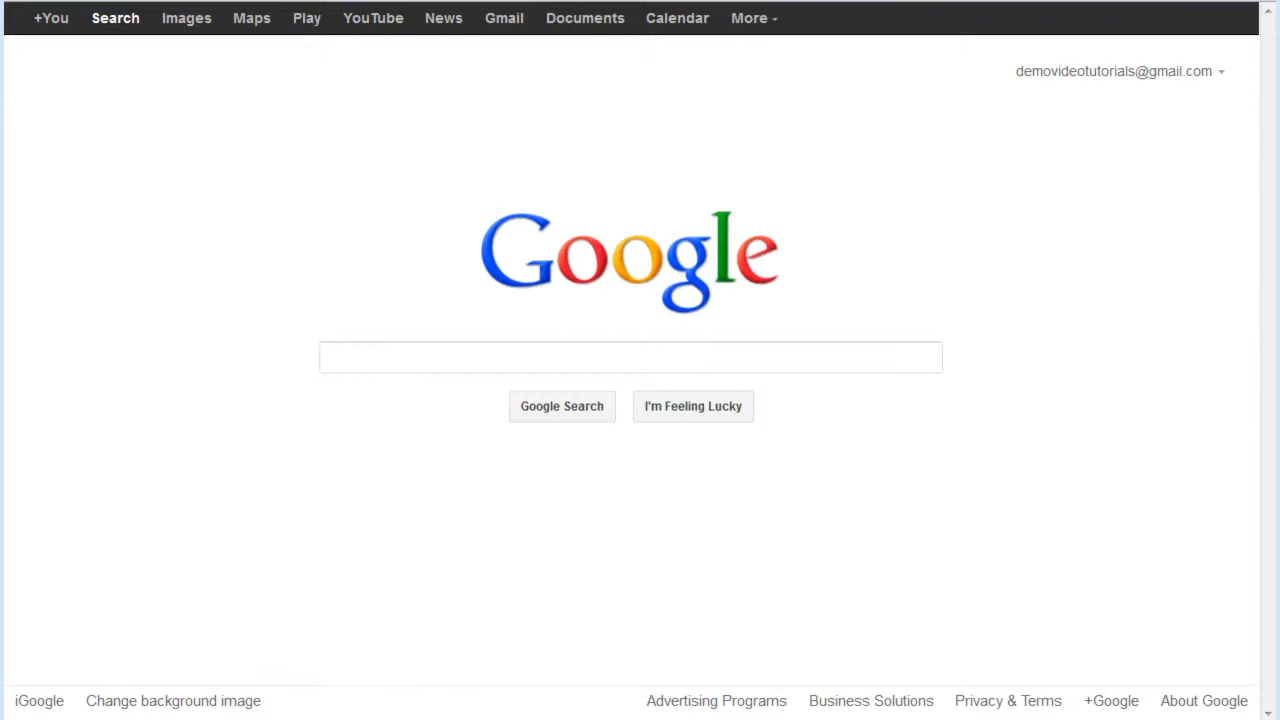 +You Search Images Maps Play YouTube News Gmail Documents Calendar More
demovideotutorials@gmail.com
Google
Google Search I'm Feeling Lucky
iGoogle Change background image Advertising Programs Business Solutions Privacy & Terms +Google About Google